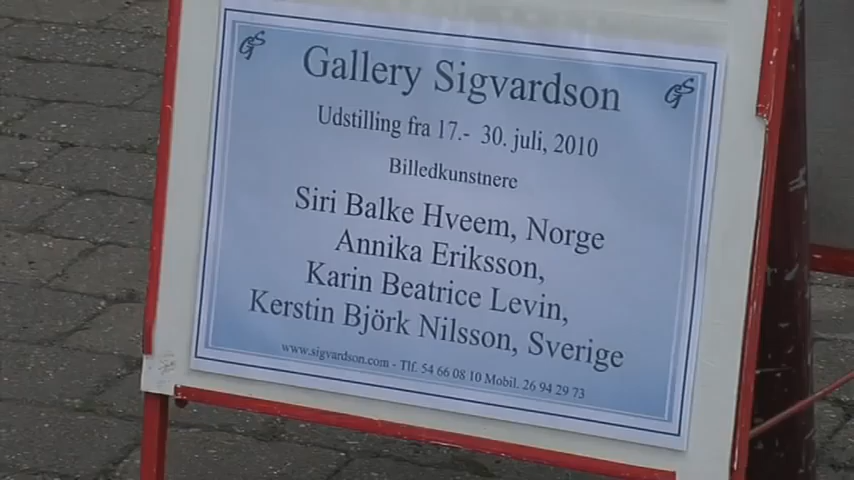 GS
Gallery Sigvardson
GS
Udstilling fra 17.- 30. juli, 2010
Billedkunstnere
Siri Balke Hveem, Norge
Annika Eriksson,
Karin Beatrice Levin,
Kerstin Björk Nilsson, Sverige
www.sigvardson.com - Tlf. 54 66 08 10 Mobil. 26 94 29 73